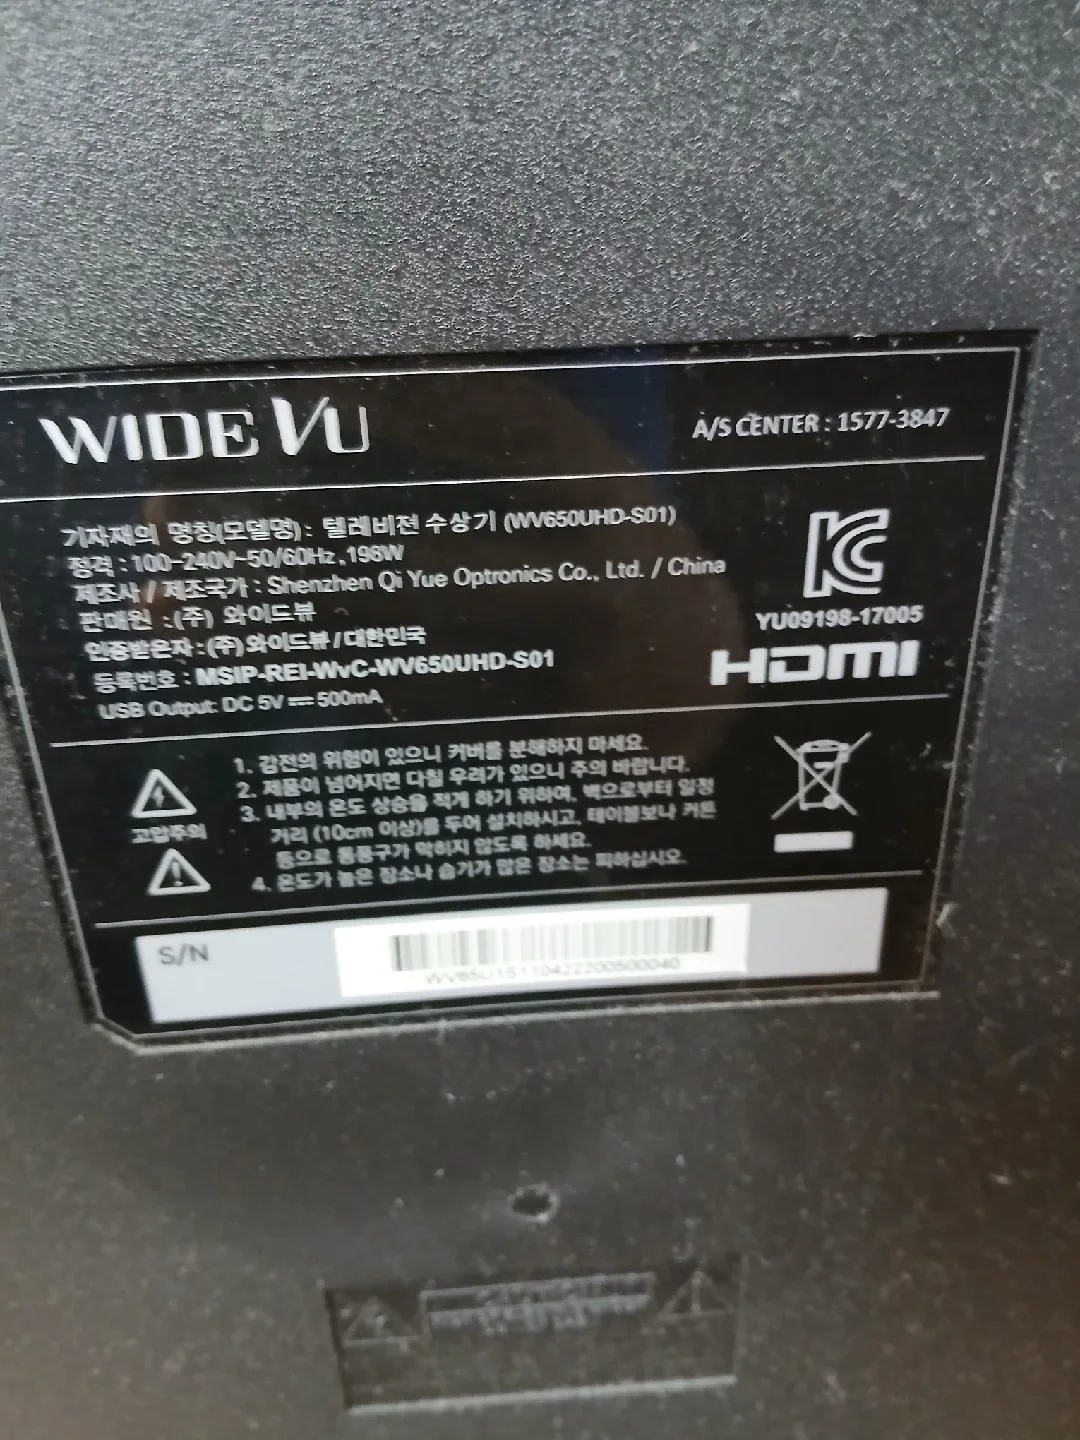 WIDE VU
A/S CENTER : 1577-3847
기자재의 명칭(모델명) : 텔레비젼 수상기 (WV650UHD-S01)
정격 : 100-240V~50/60Hz, 198W
제조사 / 제조국가 : Shenzhen Qi Yue Optronics Co., Ltd. / China
판매원 : (주) 와이드뷰
인증받은자 : (주) 와이드뷰 / 대한민국
등록번호 : MSIP-REI-WvC-WV650UHD-S01
USB Output: DC 5V ⎓ 500mA
YU09198-17005
HDMI
고압주의
1. 감전의 위험이 있으니 커버를 분해하지 마세요.
2. 제품이 넘어지면 다칠 우려가 있으니 주의 바랍니다.
3. 내부의 온도 상승을 적게 하기 위하여, 벽으로부터 일정
거리 (10cm 이상)를 두어 설치하시고, 테이블보나 커튼
등으로 통풍구가 막히지 않도록 하세요.
4. 온도가 높은 장소나 습기가 많은 장소는 피하십시오.
S/N
WV65U1S110422200500040